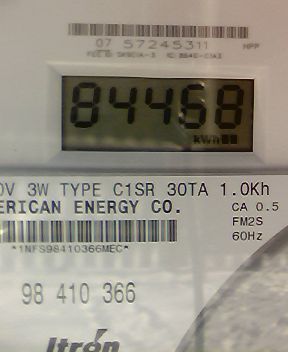 07 57245311 HPP
84468
kWh
0V 3W TYPE C1SR 30TA 1.0Kh
ERICAN ENERGY CO. CA 0.5
FM2S
60Hz
*1NFS98410366MEC*
98 410 366
Itron